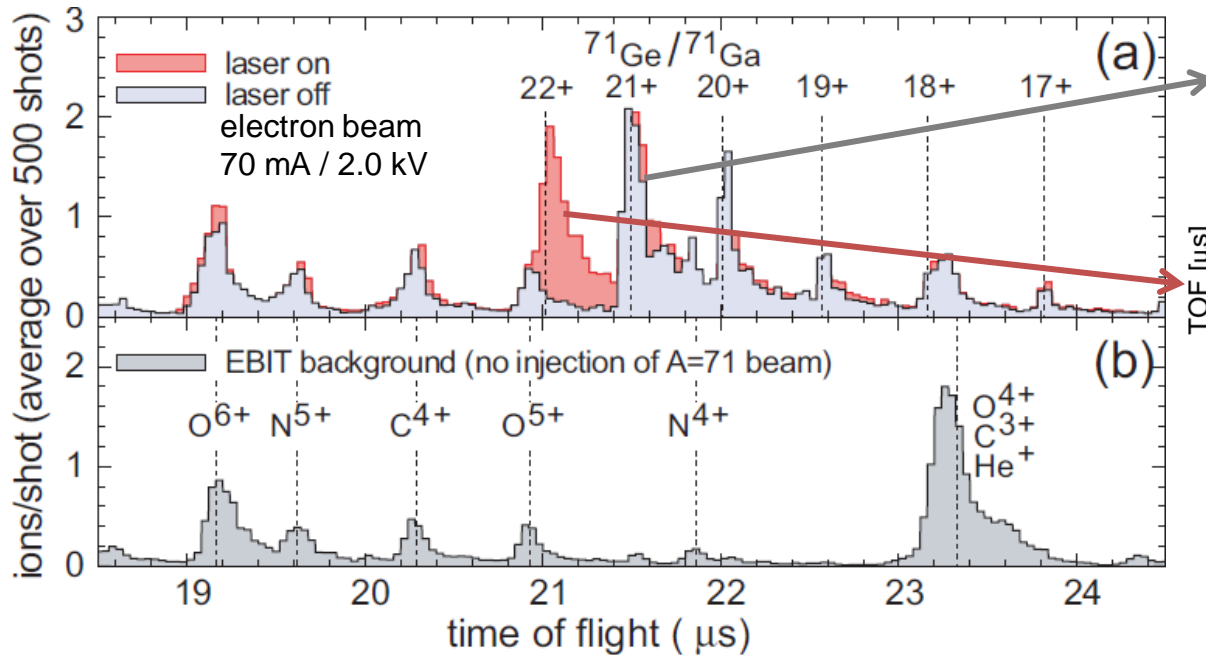 3
2
1
0
2
1
0
ions/shot (average over 500 shots)
laser on
laser off
electron beam
70 mA / 2.0 kV
⁷¹Ge/⁷¹Ga
(a)
22+ 21+ 20+ 19+ 18+ 17+
TOF [µs]
EBIT background (no injection of A=71 beam)
(b)
O⁶⁺ N⁵⁺ C⁴⁺ O⁵⁺ N⁴⁺
O⁴⁺
C³⁺
He⁺
19 20 21 22 23 24
time of flight ( µs)